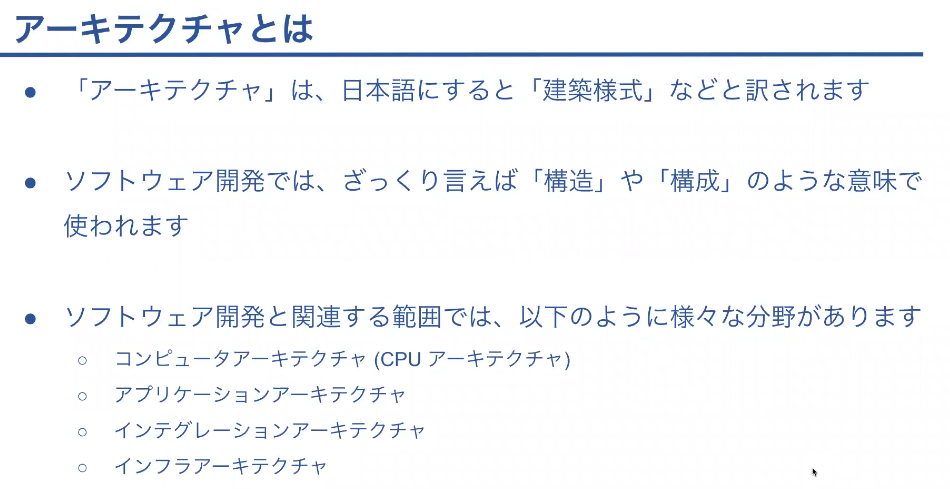 アーキテクチャとは
● 「アーキテクチャ」は、日本語にすると「建築様式」などと訳されます
● ソフトウェア開発では、ざっくり言えば「構造」や「構成」のような意味で
使われます
● ソフトウェア開発と関連する範囲では、以下のように様々な分野があります
○ コンピュータアーキテクチャ (CPU アーキテクチャ)
○ アプリケーションアーキテクチャ
○ インテグレーションアーキテクチャ
○ インフラアーキテクチャ